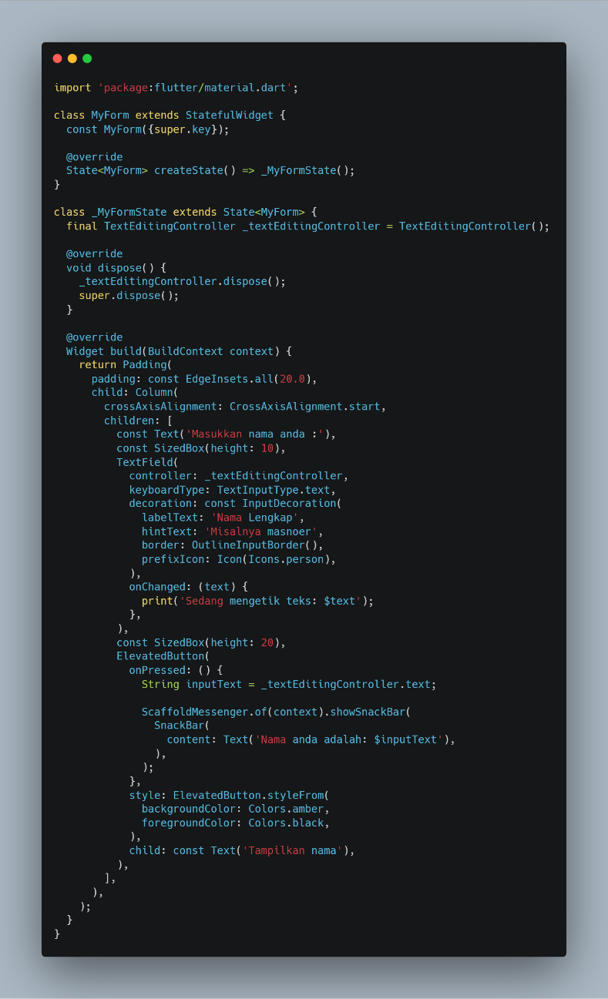 import 'package:flutter/material.dart';

class MyForm extends StatefulWidget {
  const MyForm({super.key});

  @override
  State<MyForm> createState() => _MyFormState();
}

class _MyFormState extends State<MyForm> {
  final TextEditingController _textEditingController = TextEditingController();

  @override
  void dispose() {
    _textEditingController.dispose();
    super.dispose();
  }

  @override
  Widget build(BuildContext context) {
    return Padding(
      padding: const EdgeInsets.all(20.0),
      child: Column(
        crossAxisAlignment: CrossAxisAlignment.start,
        children: [
          const Text('Masukkan nama anda :'),
          const SizedBox(height: 10),
          TextField(
            controller: _textEditingController,
            keyboardType: TextInputType.text,
            decoration: const InputDecoration(
              labelText: 'Nama Lengkap',
              hintText: 'Misalnya masnoer',
              border: OutlineInputBorder(),
              prefixIcon: Icon(Icons.person),
            ),
            onChanged: (text) {
              print('Sedang mengetik teks: $text');
            },
          ),
          const SizedBox(height: 20),
          ElevatedButton(
            onPressed: () {
              String inputText = _textEditingController.text;

              ScaffoldMessenger.of(context).showSnackBar(
                SnackBar(
                  content: Text('Nama anda adalah: $inputText'),
                ),
              );
            },
            style: ElevatedButton.styleFrom(
              backgroundColor: Colors.amber,
              foregroundColor: Colors.black,
            ),
            child: const Text('Tampilkan nama'),
          ),
        ],
      ),
    );
  }
}